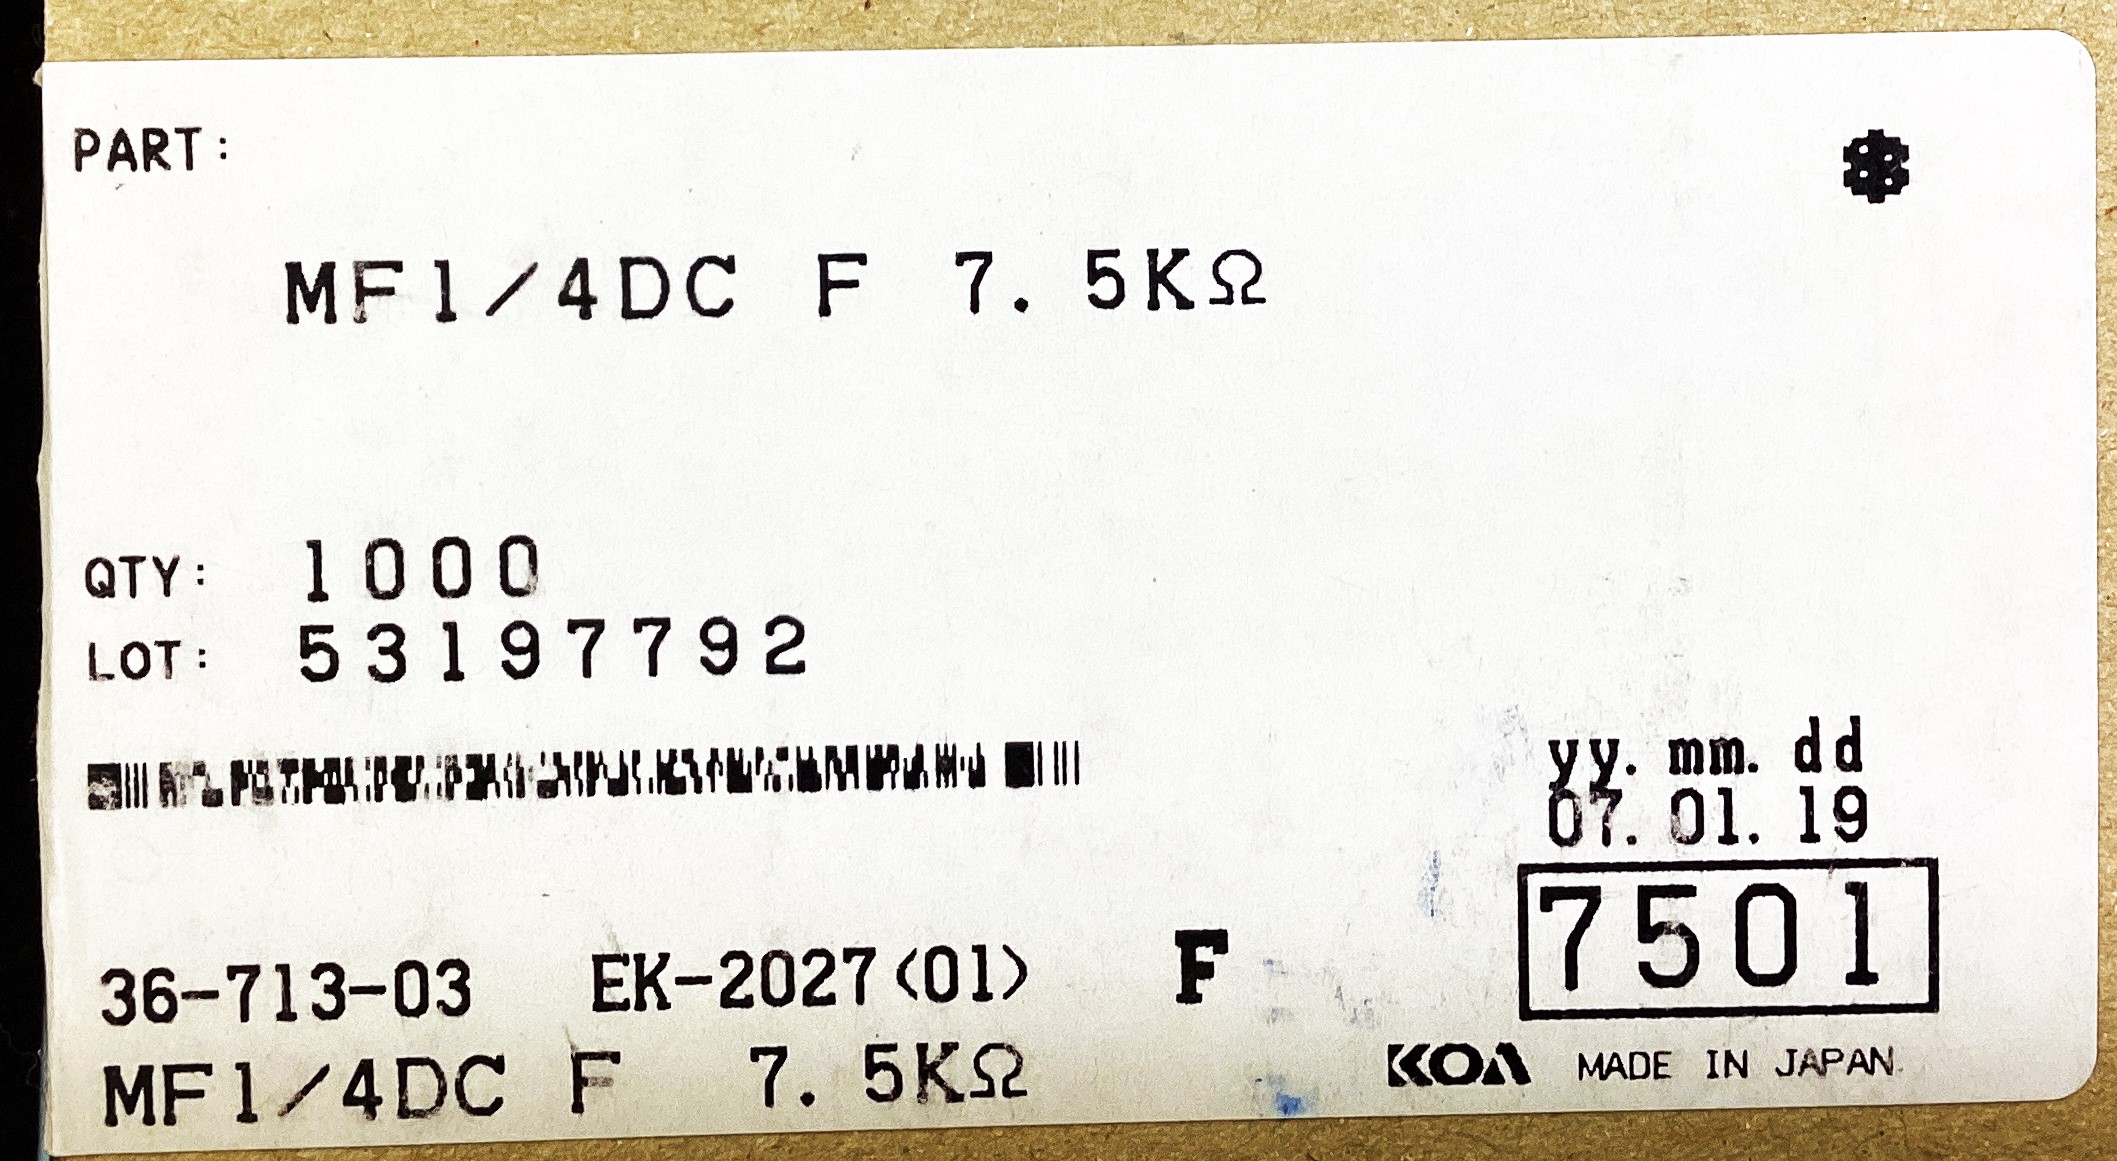 PART:
MF1/4DC F 7.5KΩ
QTY: 1000
LOT: 53197792
yy. mm. dd
07. 01. 19
7501
36-713-03 EK-2027(01) F
MF1/4DC F 7.5KΩ
KOA MADE IN JAPAN